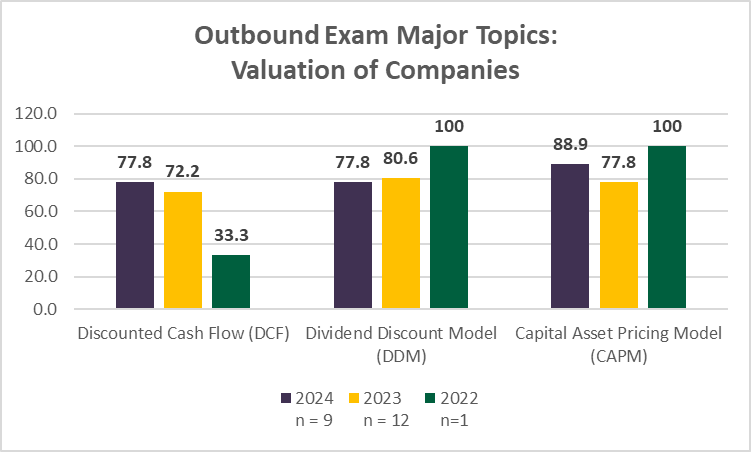 Outbound Exam Major Topics:
Valuation of Companies
120.0
100.0
80.0
60.0
40.0
20.0
0.0
77.8
72.2
33.3
77.8
80.6
100
88.9
77.8
100
Discounted Cash Flow (DCF)
Dividend Discount Model
(DDM)
Capital Asset Pricing Model
(CAPM)
2024
n = 9
2023
n = 12
2022
n=1